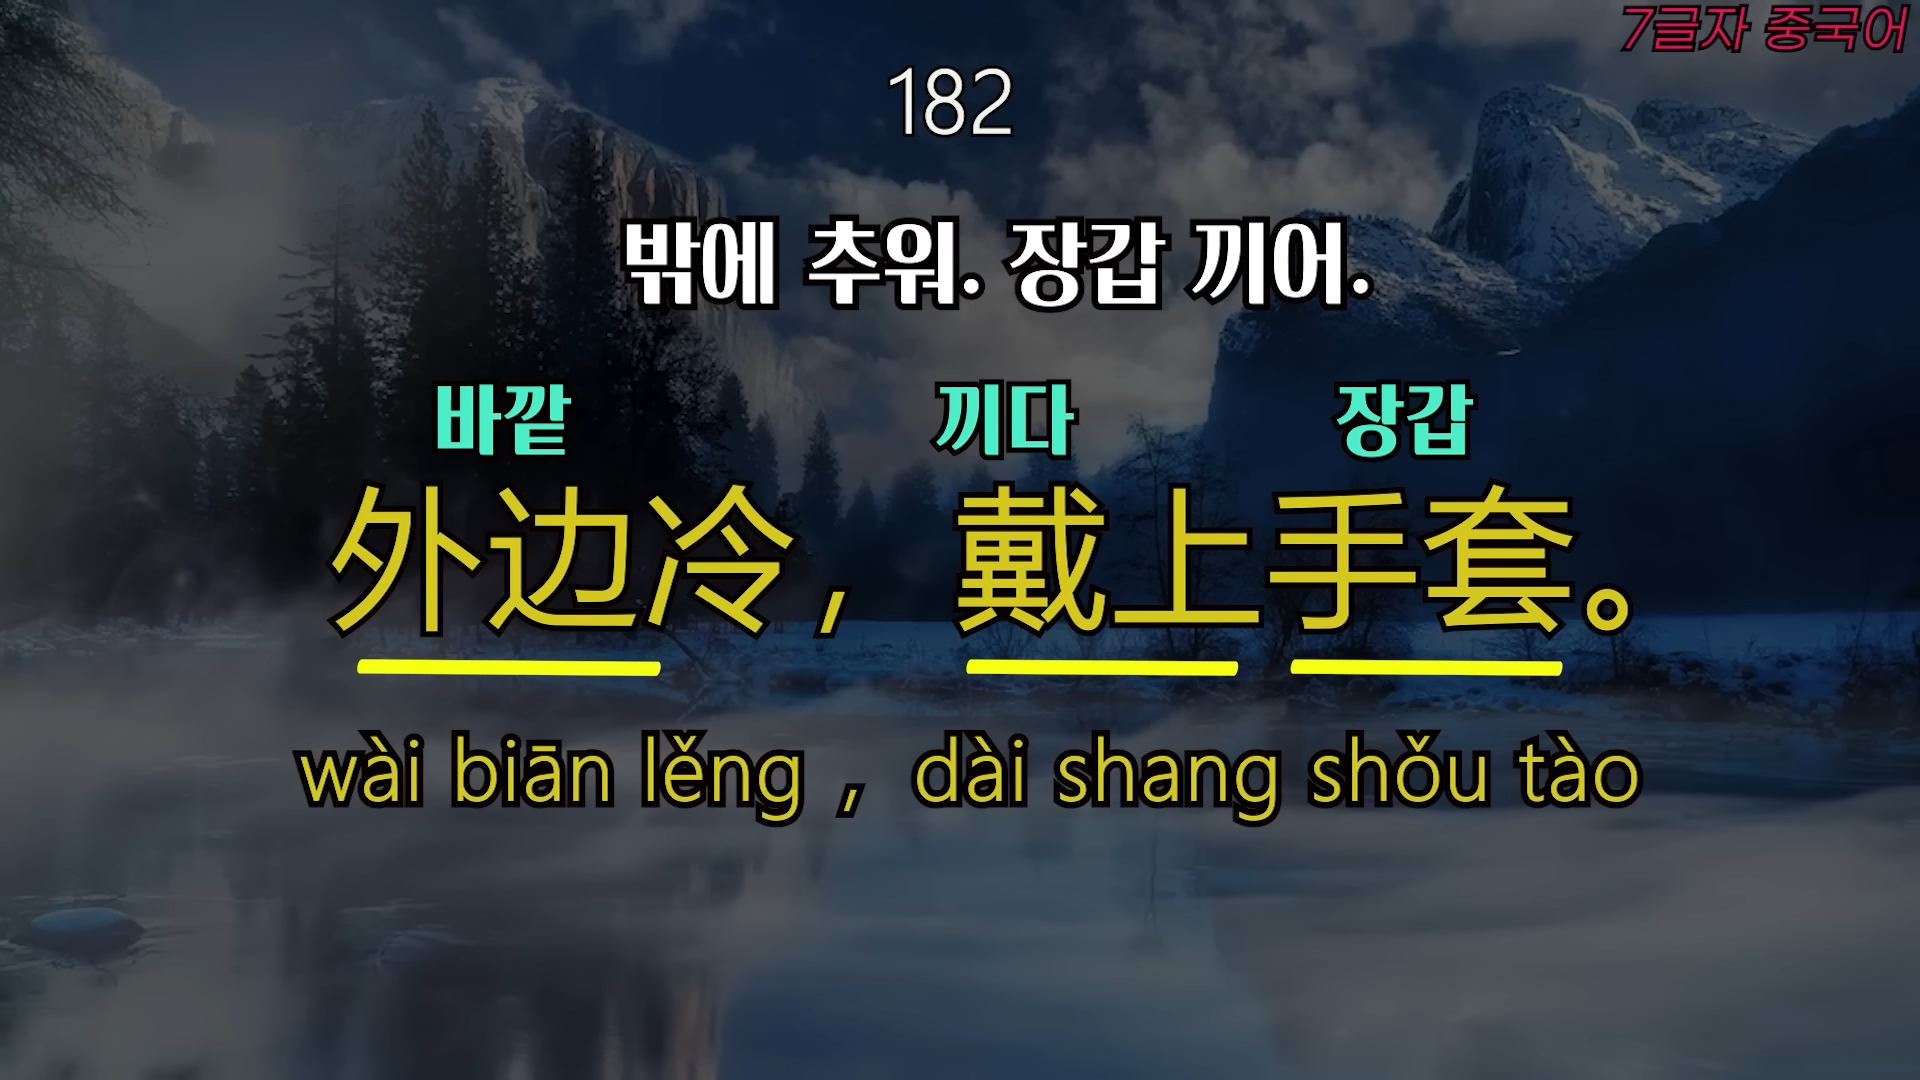 7글자 중국어
182
밖에 추워. 장갑 끼어.
바깥 끼다 장갑
外边冷，戴上手套。
wài biān lěng , dài shang shǒu tào